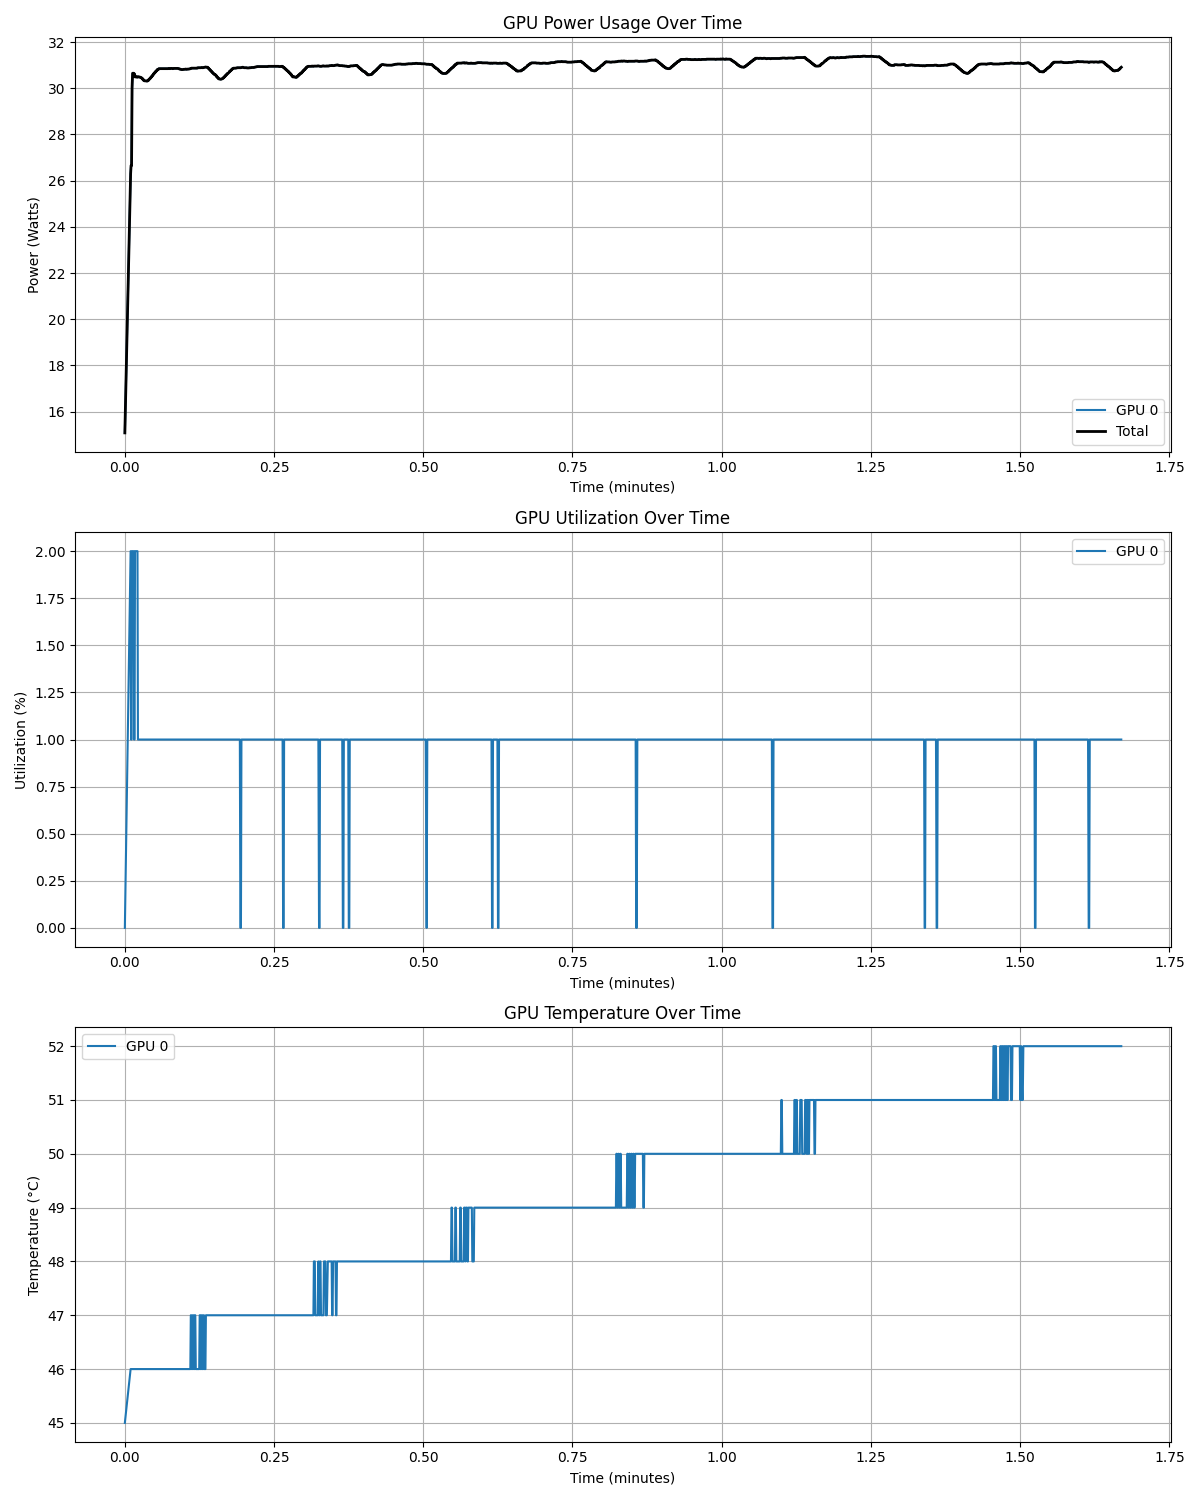 GPU Power Usage Over Time
32
30
28
26
24
22
20
18
16
Power (Watts)
GPU 0
Total
0.00 0.25 0.50 0.75 1.00 1.25 1.50 1.75
Time (minutes)
GPU Utilization Over Time
2.00
1.75
1.50
1.25
1.00
0.75
0.50
0.25
0.00
Utilization (%)
GPU 0
0.00 0.25 0.50 0.75 1.00 1.25 1.50 1.75
Time (minutes)
GPU Temperature Over Time
52
51
50
49
48
47
46
45
Temperature (°C)
GPU 0
0.00 0.25 0.50 0.75 1.00 1.25 1.50 1.75
Time (minutes)